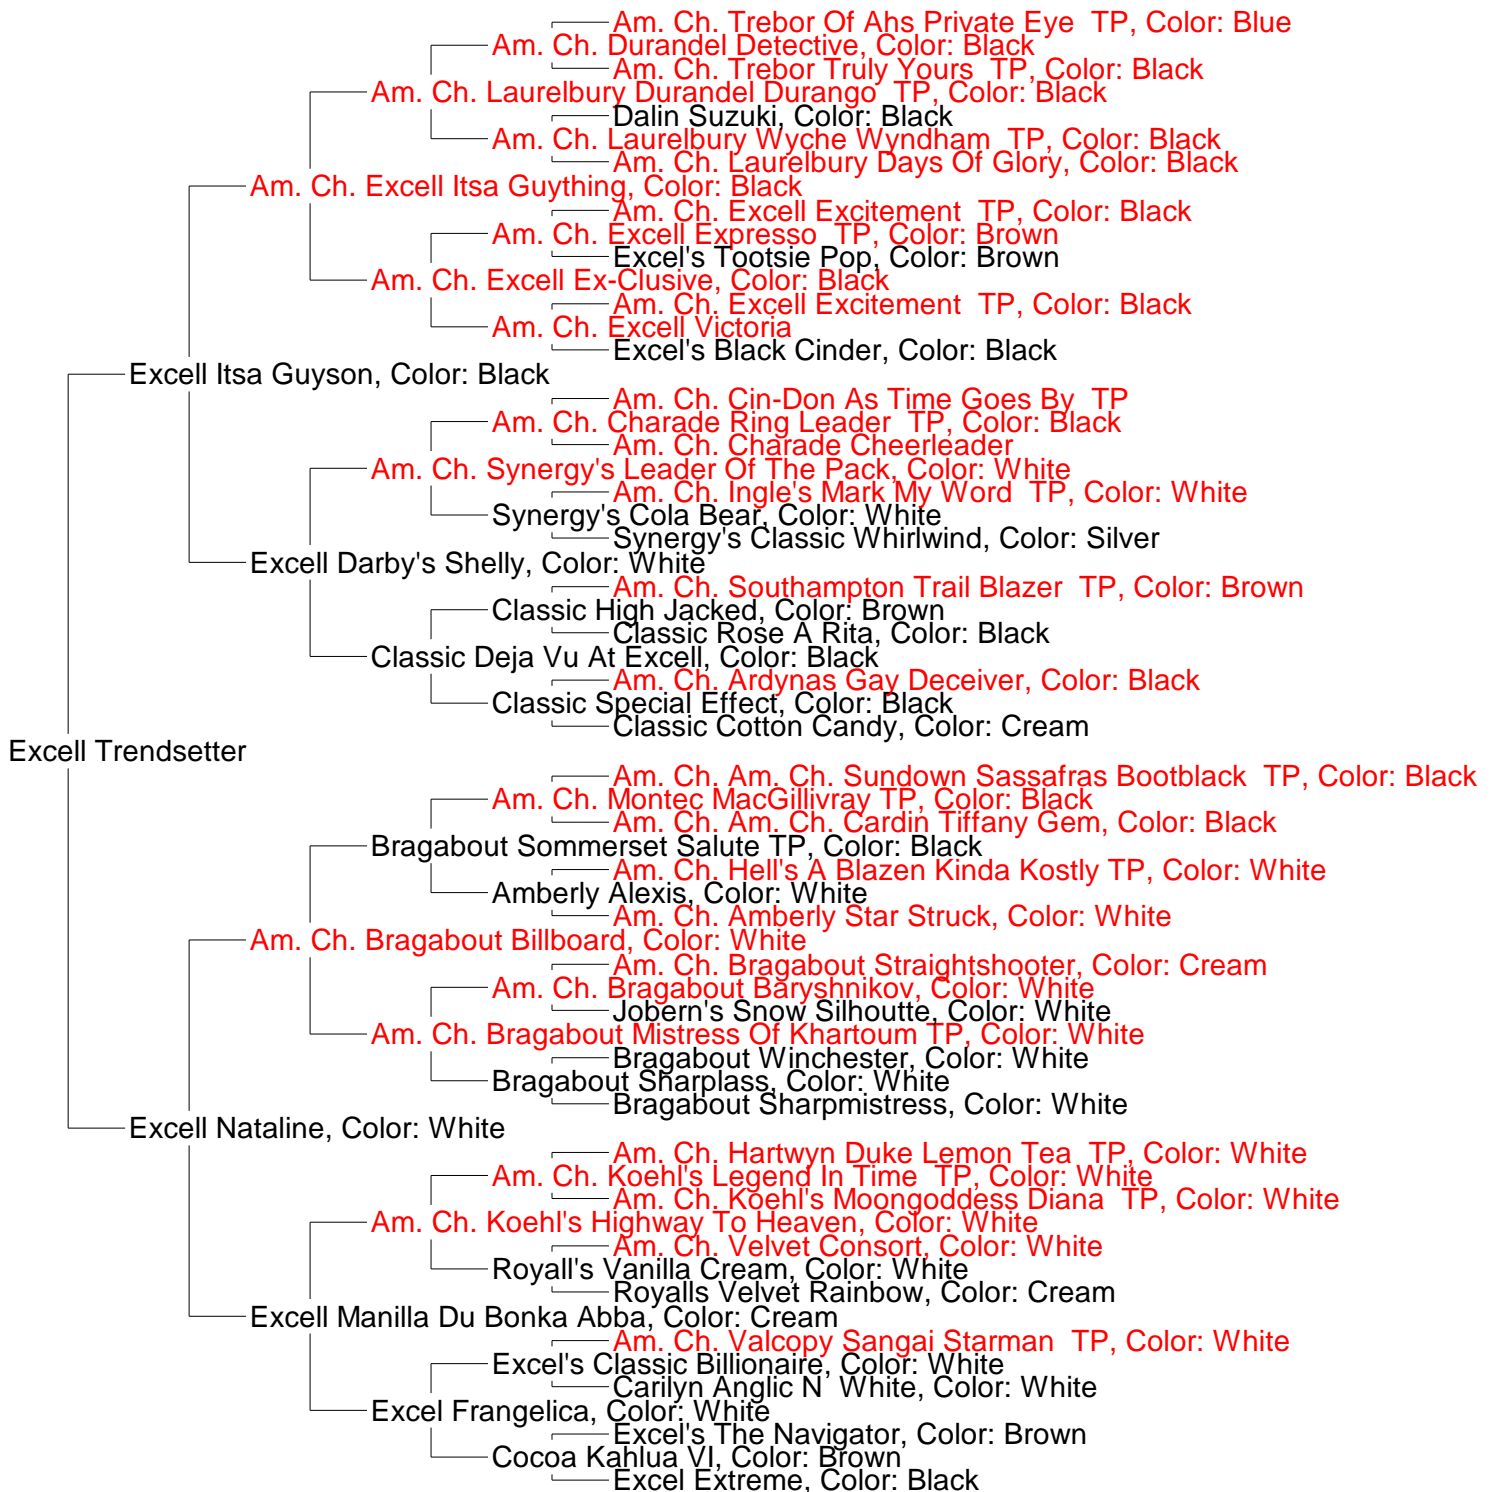 Am. Ch. Trebor Of Ahs Private Eye  TP, Color: Blue
Am. Ch. Durandel Detective, Color: Black
Am. Ch. Trebor Truly Yours  TP, Color: Black
Am. Ch. Laurelbury Durandel Durango  TP, Color: Black
Dalin Suzuki, Color: Black
Am. Ch. Laurelbury Wyche Wyndham  TP, Color: Black
Am. Ch. Laurelbury Days Of Glory, Color: Black
Am. Ch. Excell Itsa Guything, Color: Black
Am. Ch. Excell Excitement  TP, Color: Black
Am. Ch. Excell Expresso  TP, Color: Brown
Excel's Tootsie Pop, Color: Brown
Am. Ch. Excell Ex-Clusive, Color: Black
Am. Ch. Excell Excitement  TP, Color: Black
Am. Ch. Excell Victoria
Excel's Black Cinder, Color: Black
Excell Itsa Guyson, Color: Black
Am. Ch. Cin-Don As Time Goes By  TP
Am. Ch. Charade Ring Leader  TP, Color: Black
Am. Ch. Charade Cheerleader
Am. Ch. Synergy's Leader Of The Pack, Color: White
Am. Ch. Ingle's Mark My Word  TP, Color: White
Synergy's Cola Bear, Color: White
Synergy's Classic Whirlwind, Color: Silver
Excell Darby's Shelly, Color: White
Am. Ch. Southampton Trail Blazer  TP, Color: Brown
Classic High Jacked, Color: Brown
Classic Rose A Rita, Color: Black
Classic Deja Vu At Excell, Color: Black
Am. Ch. Ardynas Gay Deceiver, Color: Black
Classic Special Effect, Color: Black
Classic Cotton Candy, Color: Cream
Excell Trendsetter
Am. Ch. Am. Ch. Sundown Sassafras Bootblack  TP, Color: Black
Am. Ch. Montec MacGillivray TP, Color: Black
Am. Ch. Am. Ch. Cardin Tiffany Gem, Color: Black
Bragabout Sommerset Salute TP, Color: Black
Am. Ch. Hell's A Blazen Kinda Kostly TP, Color: White
Amberly Alexis, Color: White
Am. Ch. Amberly Star Struck, Color: White
Am. Ch. Bragabout Billboard, Color: White
Am. Ch. Bragabout Straightshooter, Color: Cream
Am. Ch. Bragabout Baryshnikov, Color: White
Jobern's Snow Silhoutte, Color: White
Am. Ch. Bragabout Mistress Of Khartoum TP, Color: White
Bragabout Winchester, Color: White
Bragabout Sharplass, Color: White
Bragabout Sharpmistress, Color: White
Excell Nataline, Color: White
Am. Ch. Hartwyn Duke Lemon Tea  TP, Color: White
Am. Ch. Koehl's Legend In Time  TP, Color: White
Am. Ch. Koehl's Moongoddess Diana  TP, Color: White
Am. Ch. Koehl's Highway To Heaven, Color: White
Am. Ch. Velvet Consort, Color: White
Royall's Vanilla Cream, Color: White
Royalls Velvet Rainbow, Color: Cream
Excell Manilla Du Bonka Abba, Color: Cream
Am. Ch. Valcopy Sangai Starman  TP, Color: White
Excel's Classic Billionaire, Color: White
Carilyn Anglic N' White, Color: White
Excel Frangelica, Color: White
Excel's The Navigator, Color: Brown
Cocoa Kahlua VI, Color: Brown
Excel Extreme, Color: Black